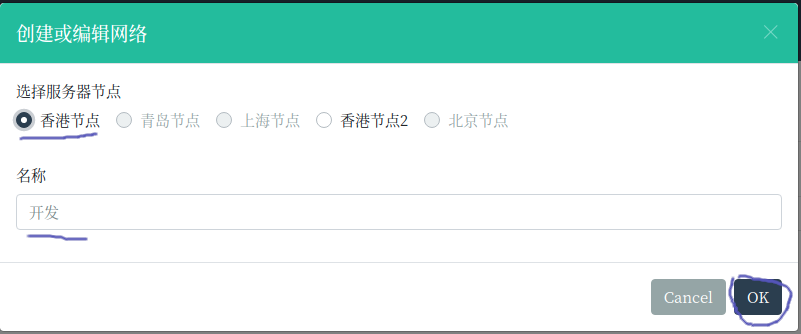 创建或编辑网络
选择服务器节点
香港节点 青岛节点 上海节点 香港节点2 北京节点
名称
开发
Cancel OK